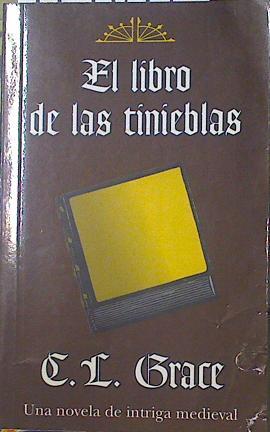 El libro
de las tinieblas
C. L. Grace
Una novela de intriga medieval